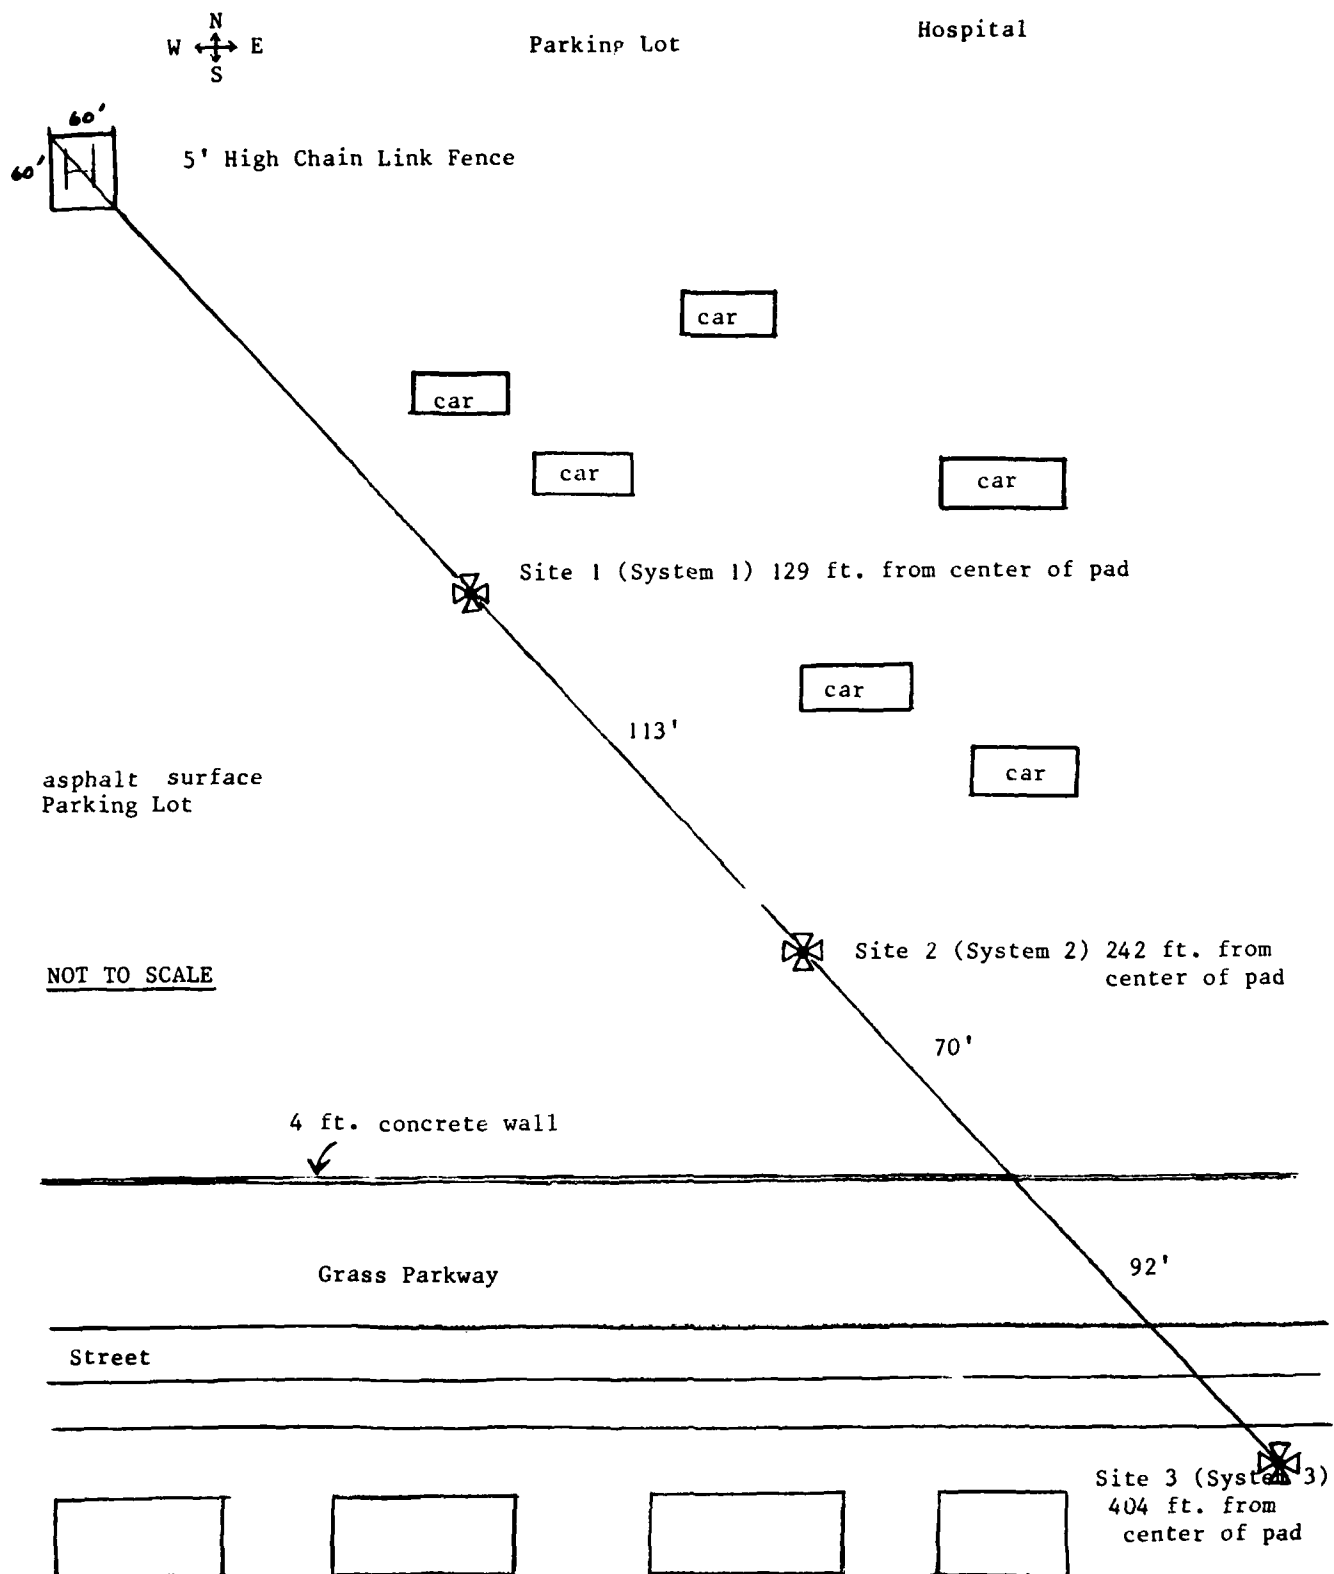 N
W E
S
Parking Lot
Hospital
60'
60'
H
5' High Chain Link Fence
car
car
car
car
Site 1 (System 1) 129 ft. from center of pad
car
113'
car
asphalt surface
Parking Lot
Site 2 (System 2) 242 ft. from
center of pad
NOT TO SCALE
70'
4 ft. concrete wall
92'
Grass Parkway
Street
Site 3 (System 3)
404 ft. from
center of pad